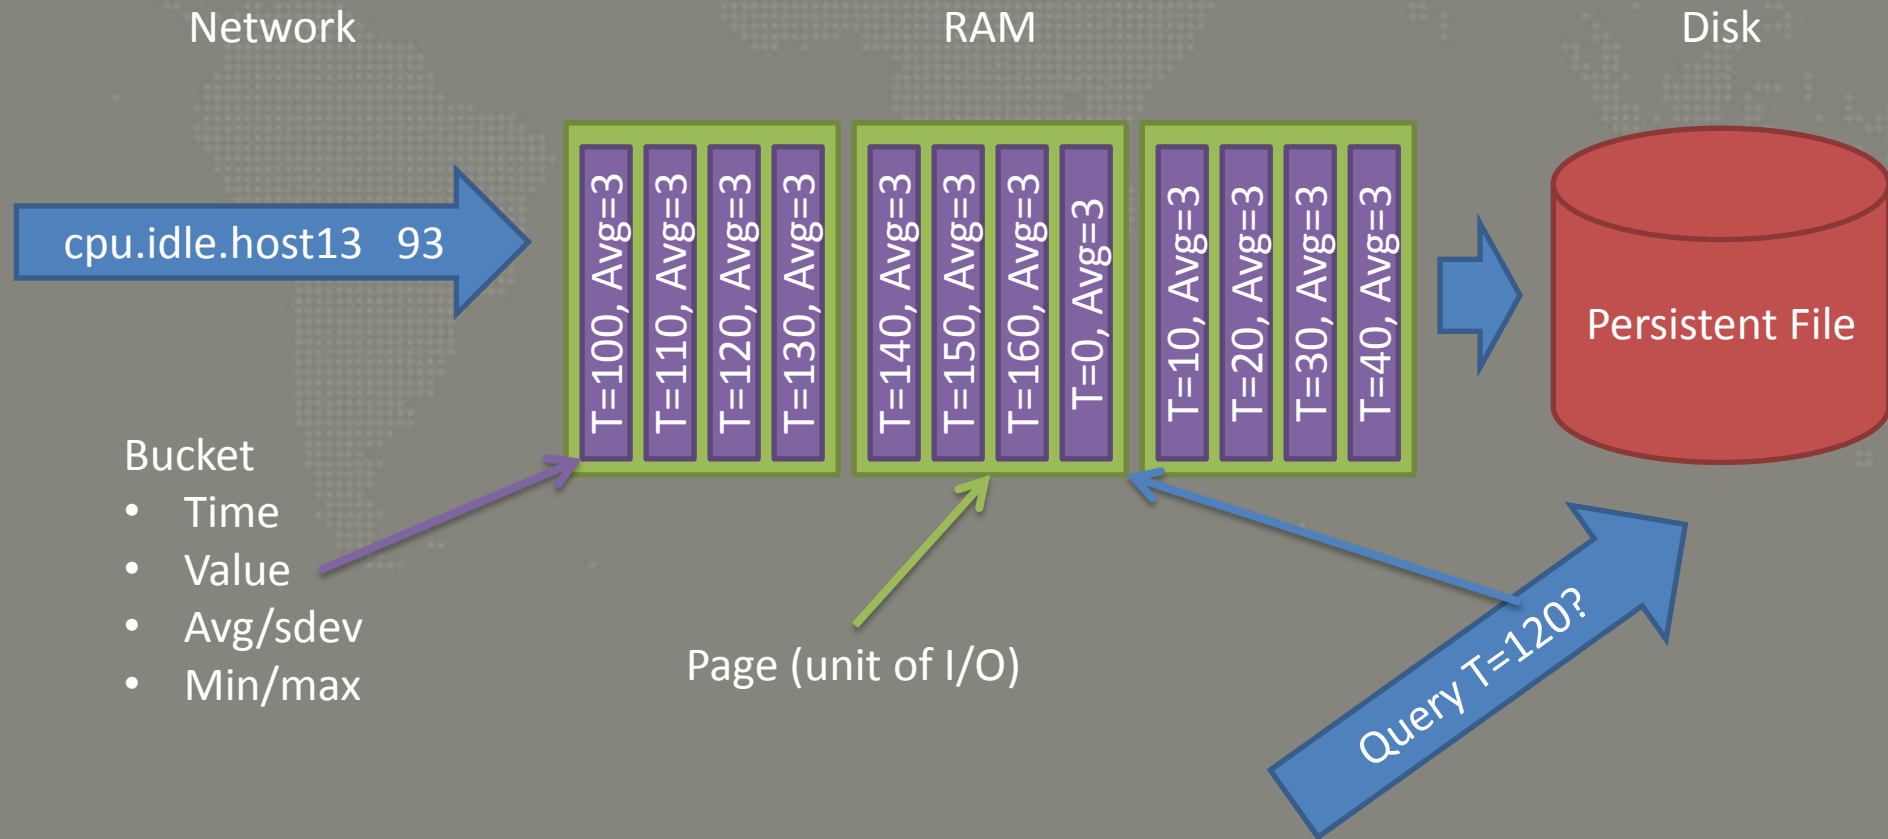 Network
RAM
Disk
cpu.idle.host13 93
T=100, Avg=3
T=110, Avg=3
T=120, Avg=3
T=130, Avg=3
T=140, Avg=3
T=150, Avg=3
T=160, Avg=3
T=0, Avg=3
T=10, Avg=3
T=20, Avg=3
T=30, Avg=3
T=40, Avg=3
Persistent File
Bucket
• Time
• Value
• Avg/sdev
• Min/max
Page (unit of I/O)
Query T=120?